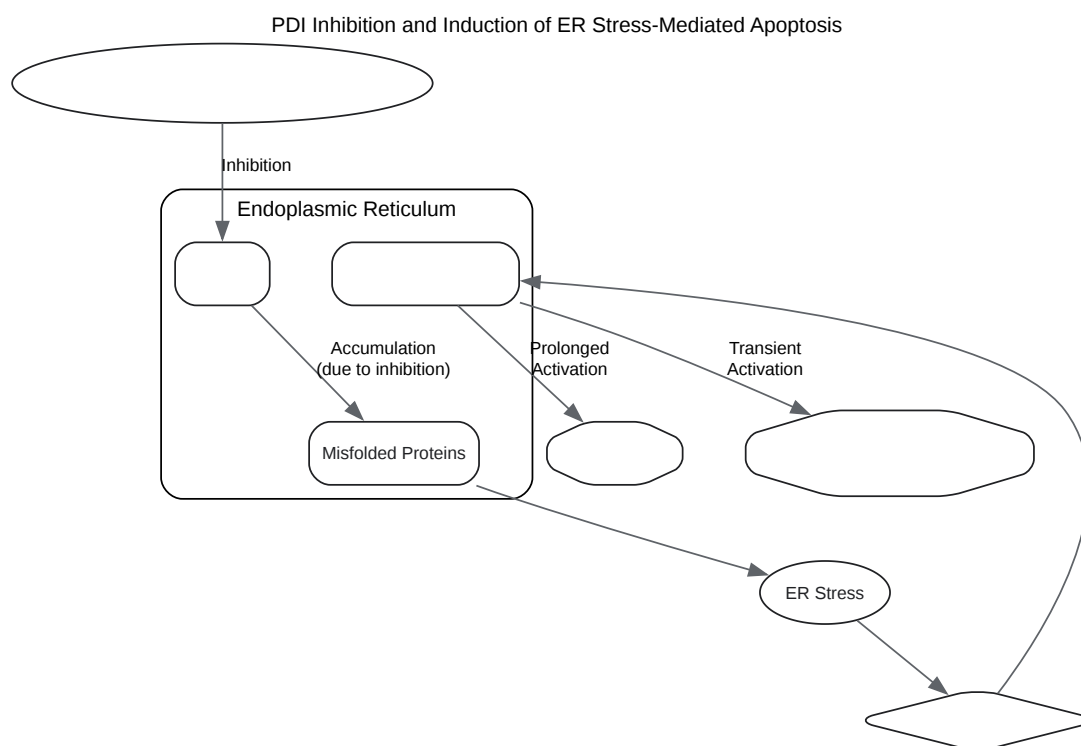 PDI Inhibition and Induction of ER Stress-Mediated Apoptosis
Inhibition
Endoplasmic Reticulum
Accumulation
(due to inhibition)
Prolonged
Activation
Transient
Activation
Misfolded Proteins
ER Stress